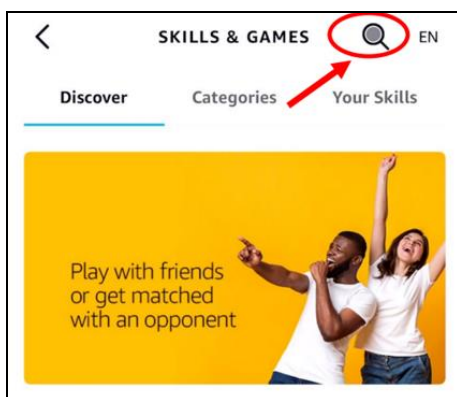 SKILLS & GAMES EN
Discover Categories Your Skills
Play with friends
or get matched
with an opponent